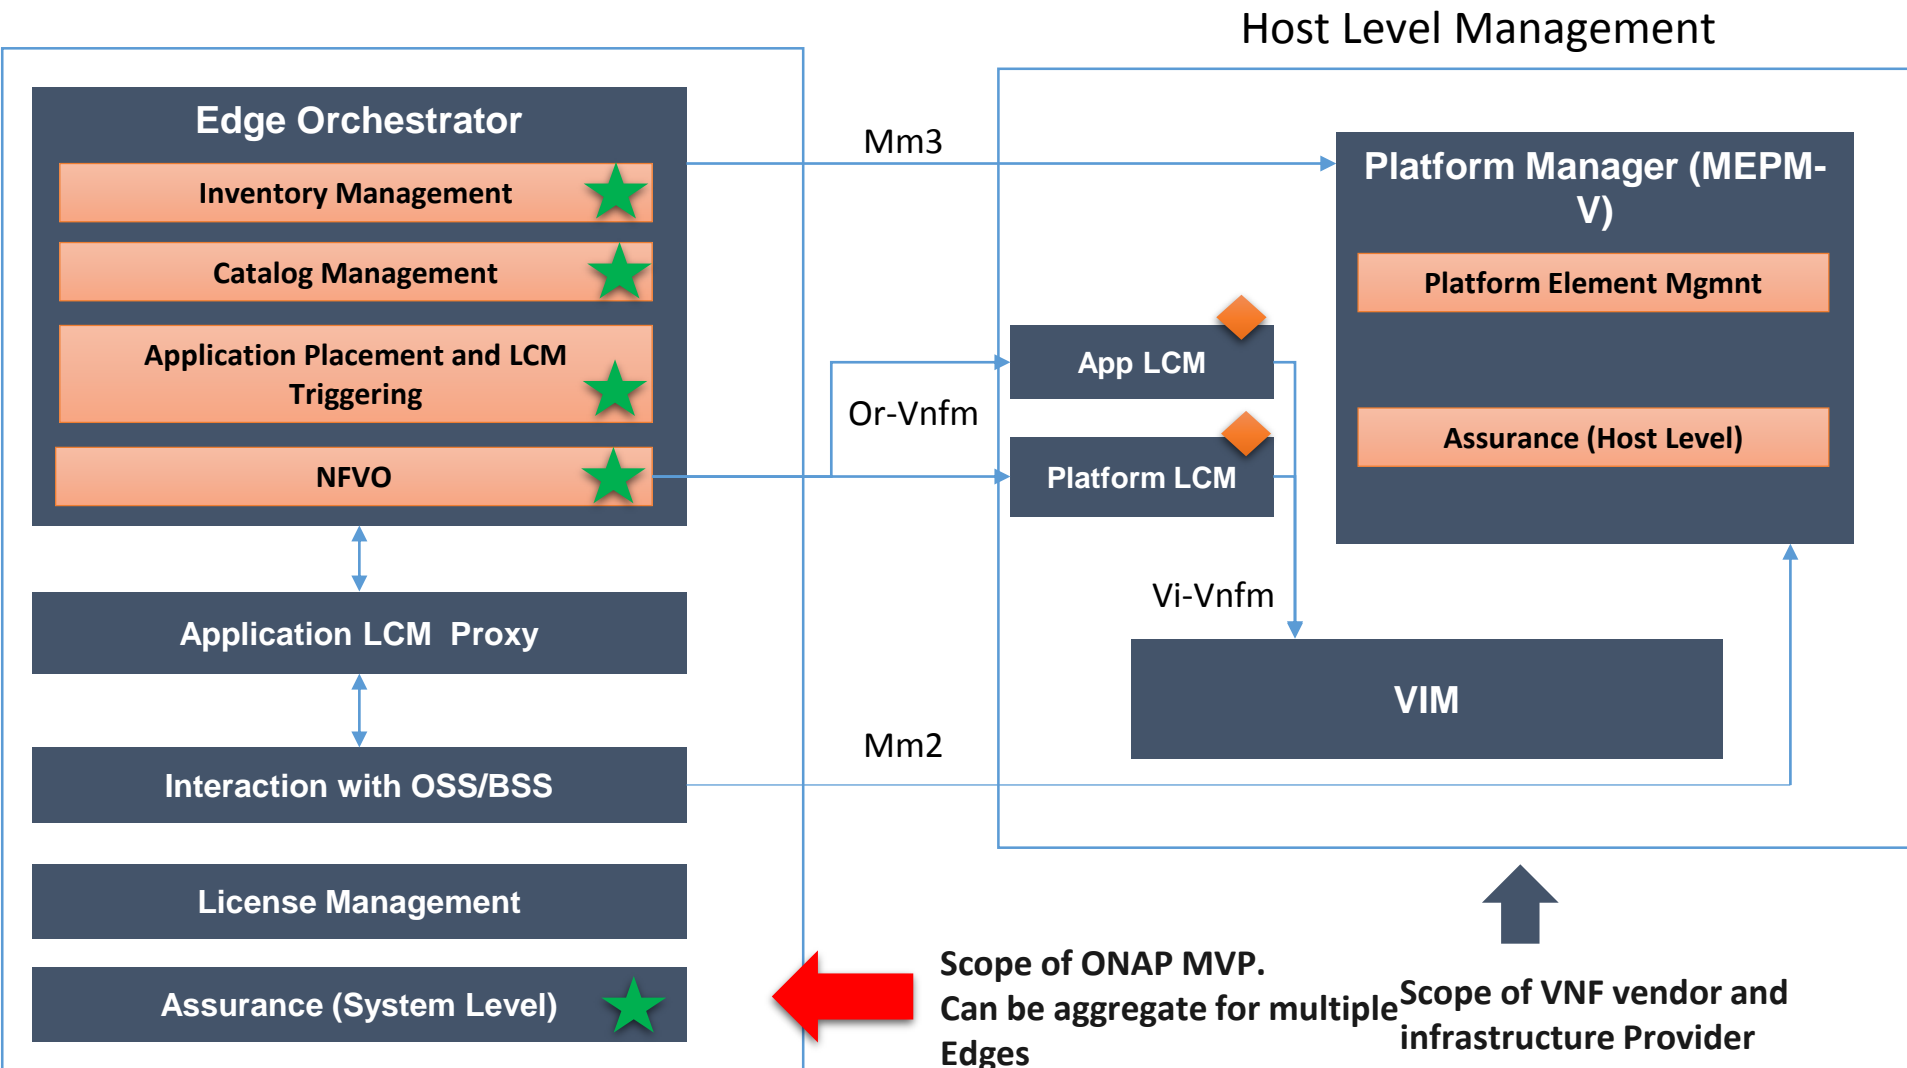 Host Level Management
Edge Orchestrator
Inventory Management
Catalog Management
Application Placement and LCM
Triggering
NFVO
Application LCM Proxy
Interaction with OSS/BSS
License Management
Assurance (System Level)
Mm3
Or-Vnfm
Mm2
App LCM
Platform LCM
Vi-Vnfm
Platform Manager (MEPM-
V)
Platform Element Mgmnt
Assurance (Host Level)
VIM
Scope of ONAP MVP.
Can be aggregate for multiple
Edges
Scope of VNF vendor and
infrastructure Provider